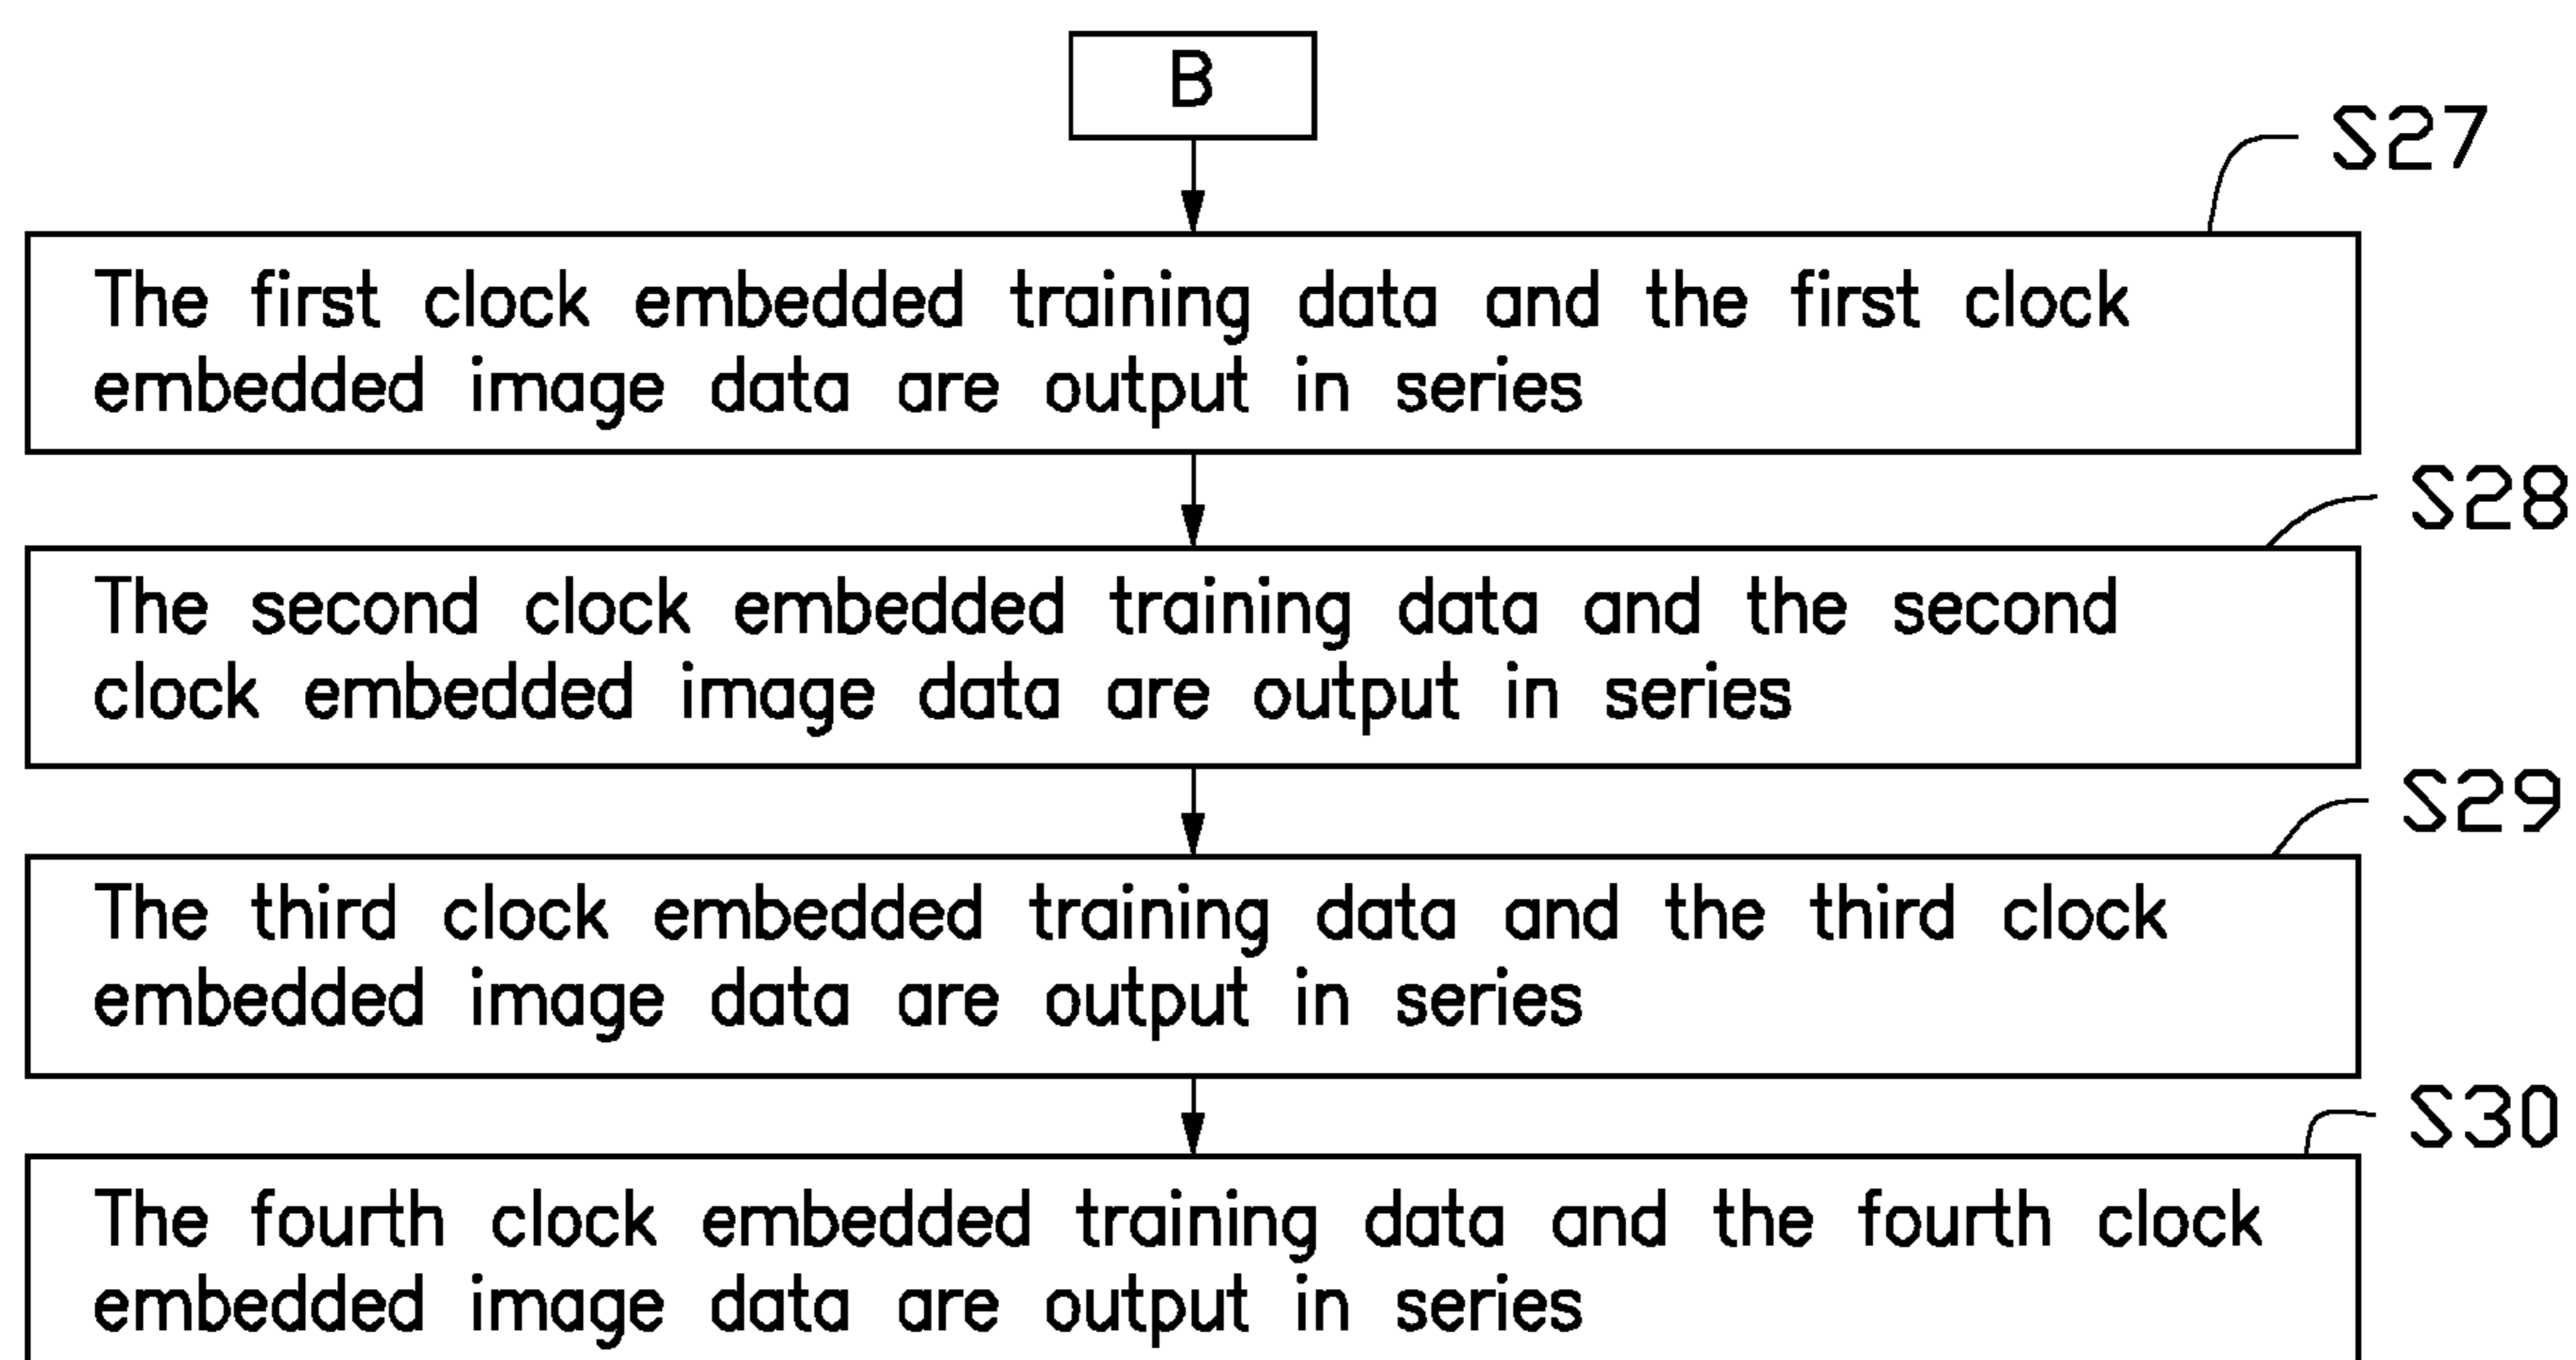 B
S27
The first clock embedded training data and the first clock
embedded image data are output in series
S28
The second clock embedded training data and the second
clock embedded image data are output in series
S29
The third clock embedded training data and the third clock
embedded image data are output in series
S30
The fourth clock embedded training data and the fourth clock
embedded image data are output in series